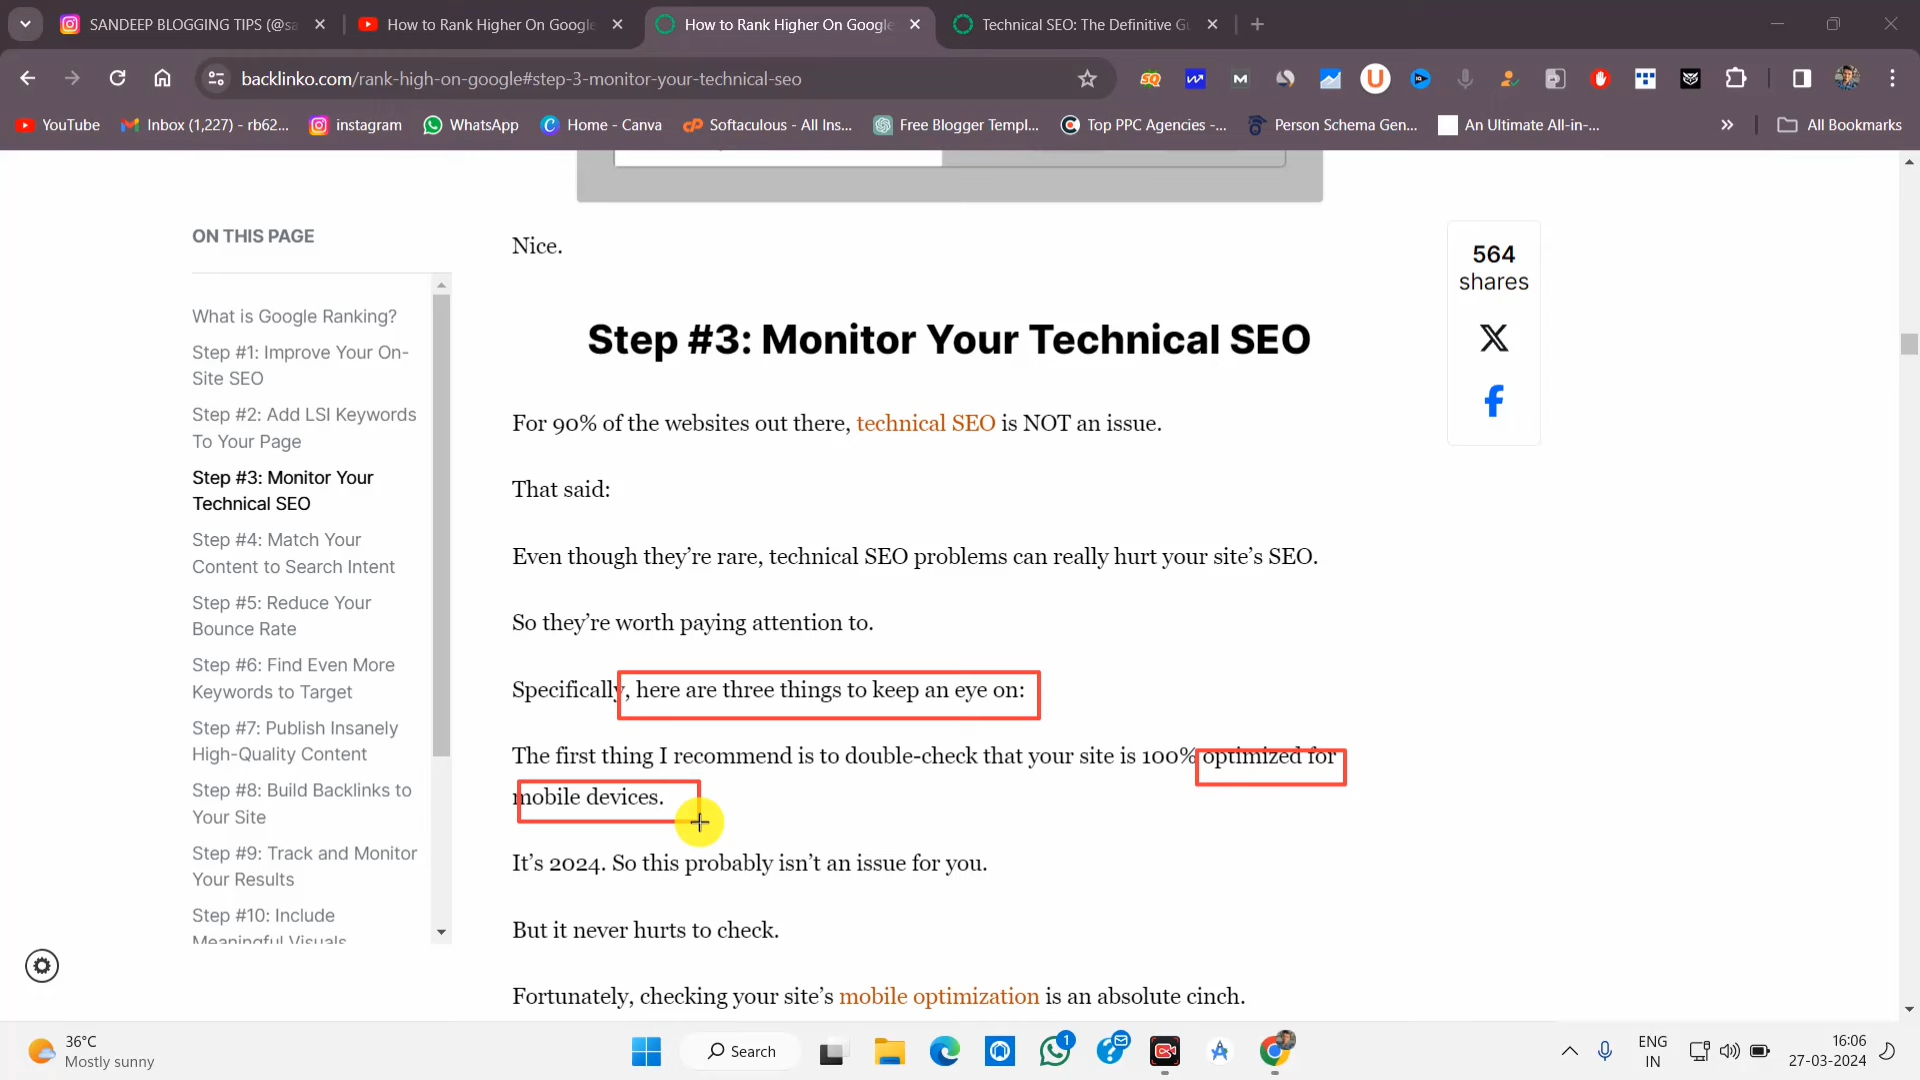 SANDEEP BLOGGING TIPS (@sa
How to Rank Higher On Google
How to Rank Higher On Google
Technical SEO: The Definitive Gu
backlinko.com/rank-high-on-google#step-3-monitor-your-technical-seo
YouTube
Inbox (1,227) - rb62...
instagram
WhatsApp
Home - Canva
Softaculous - All Ins...
Free Blogger Templ...
Top PPC Agencies -...
Person Schema Gen...
An Ultimate All-in-...
All Bookmarks
ON THIS PAGE
What is Google Ranking?
Step #1: Improve Your On-
Site SEO
Step #2: Add LSI Keywords
To Your Page
Step #3: Monitor Your
Technical SEO
Step #4: Match Your
Content to Search Intent
Step #5: Reduce Your
Bounce Rate
Step #6: Find Even More
Keywords to Target
Step #7: Publish Insanely
High-Quality Content
Step #8: Build Backlinks to
Your Site
Step #9: Track and Monitor
Your Results
Step #10: Include
Meaningful Visuals
Nice.
Step #3: Monitor Your Technical SEO
For 90% of the websites out there, technical SEO is NOT an issue.
That said:
Even though they’re rare, technical SEO problems can really hurt your site’s SEO.
So they’re worth paying attention to.
Specifically, here are three things to keep an eye on:
The first thing I recommend is to double-check that your site is 100% optimized for
mobile devices.
It’s 2024. So this probably isn’t an issue for you.
But it never hurts to check.
Fortunately, checking your site’s mobile optimization is an absolute cinch.
564
shares
36°C
Mostly sunny
Search
1
ENG
IN
16:06
27-03-2024